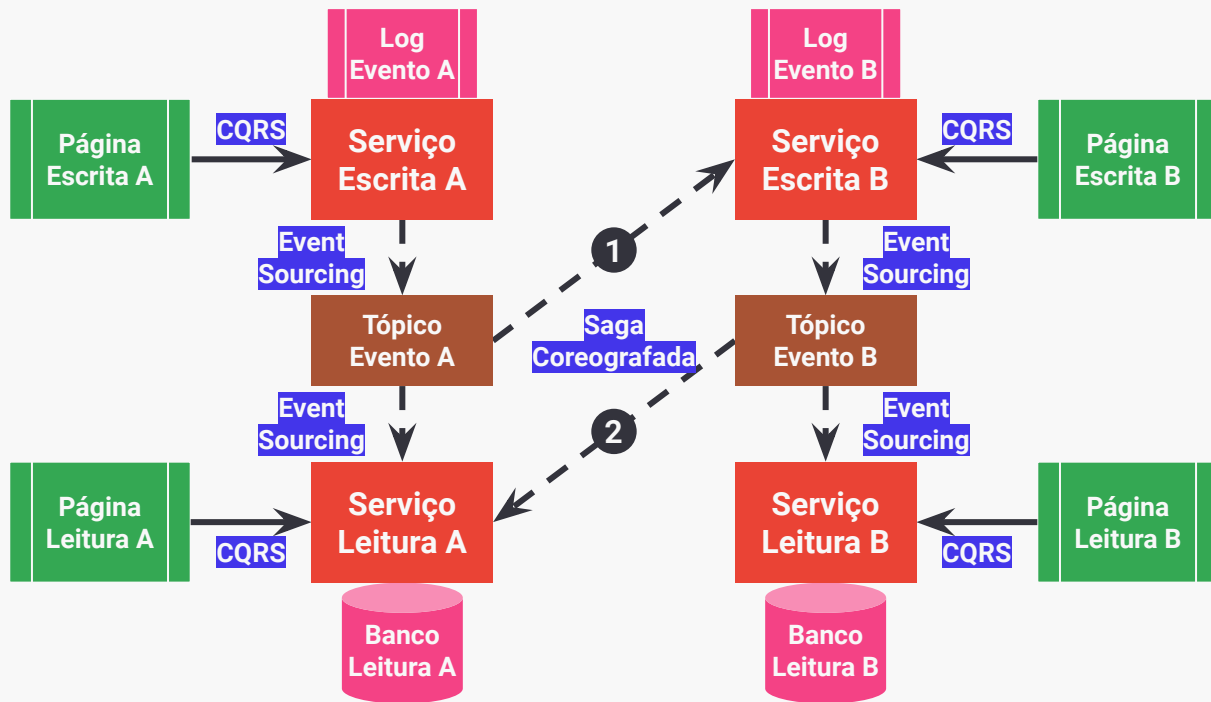 Log
Evento A
Log
Evento B
Página
Escrita A
CQRS
Serviço
Escrita A
Serviço
Escrita B
CQRS
Página
Escrita B
Event
Sourcing
1
Event
Sourcing
Tópico
Evento A
Saga
Coreografada
Tópico
Evento B
Event
Sourcing
2
Event
Sourcing
Página
Leitura A
CQRS
Serviço
Leitura A
Serviço
Leitura B
CQRS
Página
Leitura B
Banco
Leitura A
Banco
Leitura B